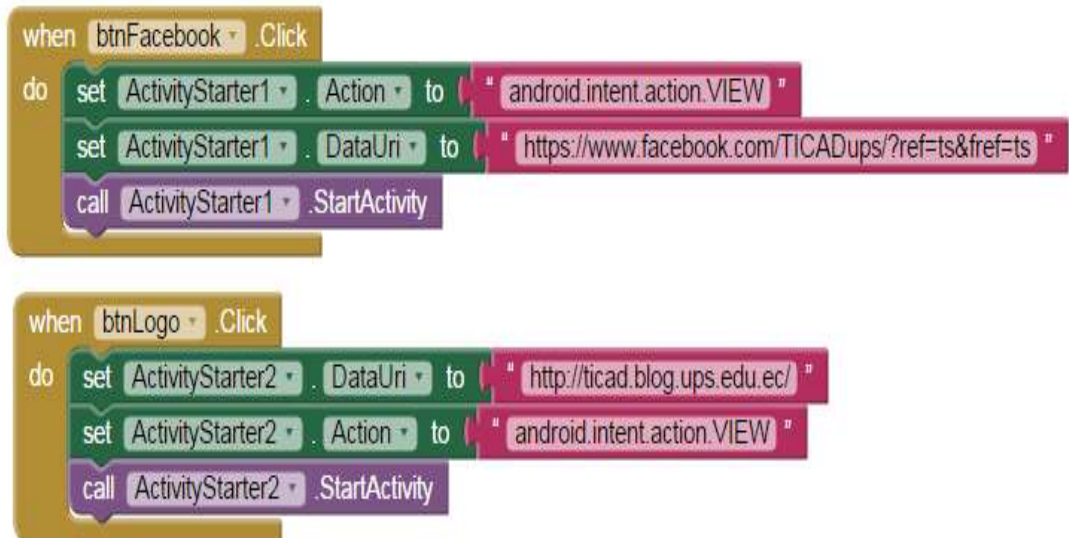 when btnFacebook .Click
do set ActivityStarter1 . Action to " android.intent.action.VIEW "
set ActivityStarter1 . DataUri to " https://www.facebook.com/TICADups/?ref=ts&fref=ts "
call ActivityStarter1 .StartActivity
when btnLogo .Click
do set ActivityStarter2 . DataUri to " http://ticad.blog.ups.edu.ec/ "
set ActivityStarter2 . Action to " android.intent.action.VIEW "
call ActivityStarter2 .StartActivity